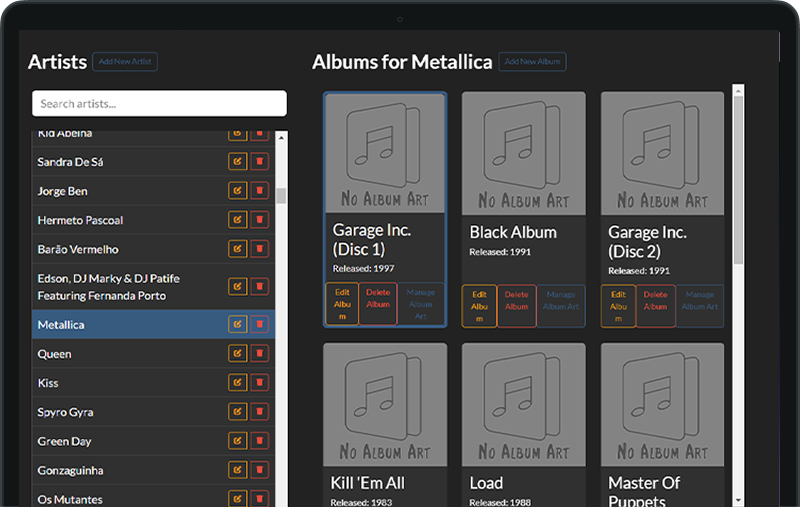 Artists
Add New Artist
Search artists...
Kid Abelha
Sandra De Sá
Jorge Ben
Hermeto Pascoal
Barão Vermelho
Edson, DJ Marky & DJ Patife
Featuring Fernanda Porto
Metallica
Queen
Kiss
Spyro Gyra
Green Day
Gonzaguinha
Os Mutantes
Albums for Metallica
Add New Album
No Album Art
Garage Inc.
(Disc 1)
Released: 1997
Edit
Albu
m
Delete
Album
Manage
Album
Art
No Album Art
Black Album
Released: 1991
Edit
Albu
m
Delete
Album
Manage
Album Art
No Album Art
Garage Inc.
(Disc 2)
Released: 1991
Edit
Albu
m
Delete
Album
Manage
Album Art
No Album Art
Kill 'Em All
Released: 1983
No Album Art
Load
Released: 1988
No Album Art
Master Of
Puppets